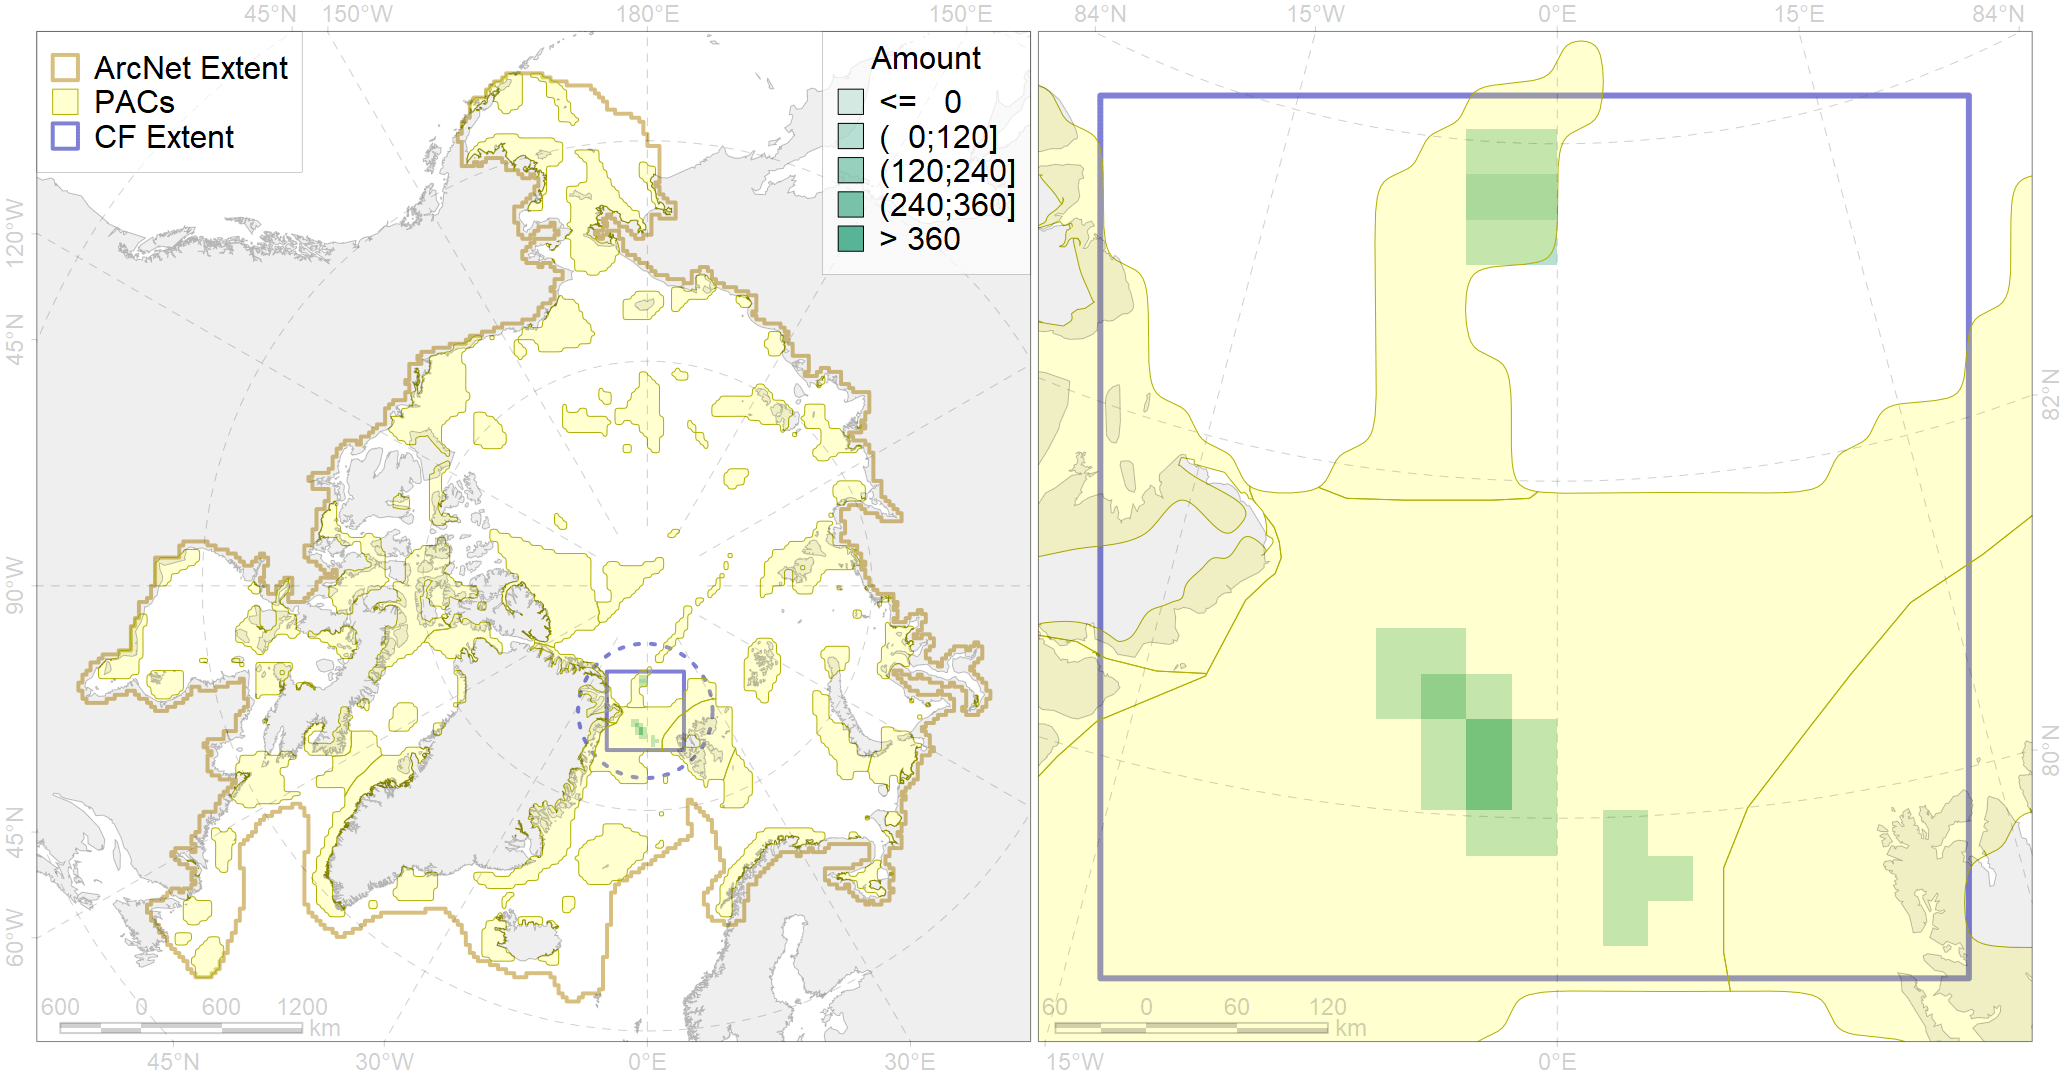 45°N 150°W 180°E 150°E
84°N 15°W 0°E 15°E 84°N
ArcNet Extent
PACs
CF Extent
Amount
<= 0
( 0;120]
(120;240]
(240;360]
> 360
120°W
45°N
90°W
45°N
60°W
82°N
80°N
600 0 600 1200
km
60 0 60 120
km
45°N 30°W 0°E 30°E
15°W 0°E